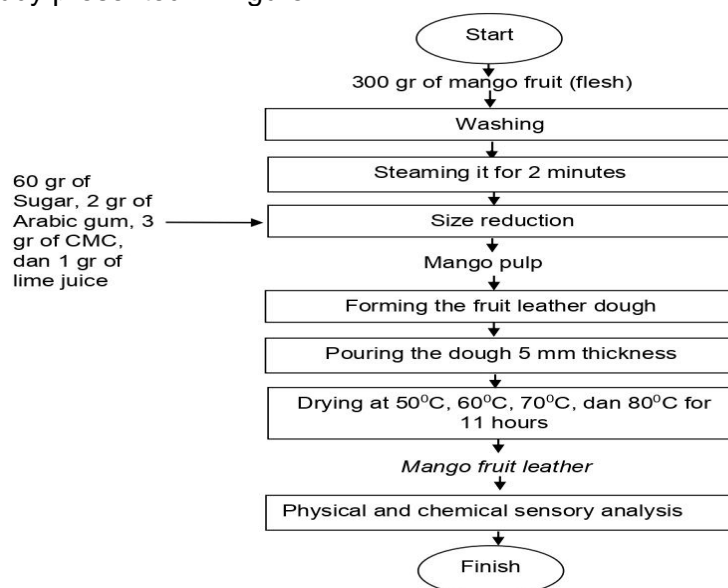 Start
300 gr of mango fruit (flesh)
Washing
Steaming it for 2 minutes
60 gr of
Sugar, 2 gr of
Arabic gum, 3
gr of CMC,
dan 1 gr of
lime juice
Size reduction
Mango pulp
Forming the fruit leather dough
Pouring the dough 5 mm thickness
Drying at 50⁰C, 60⁰C, 70⁰C, dan 80⁰C for
11 hours
Mango fruit leather
Physical and chemical sensory analysis
Finish